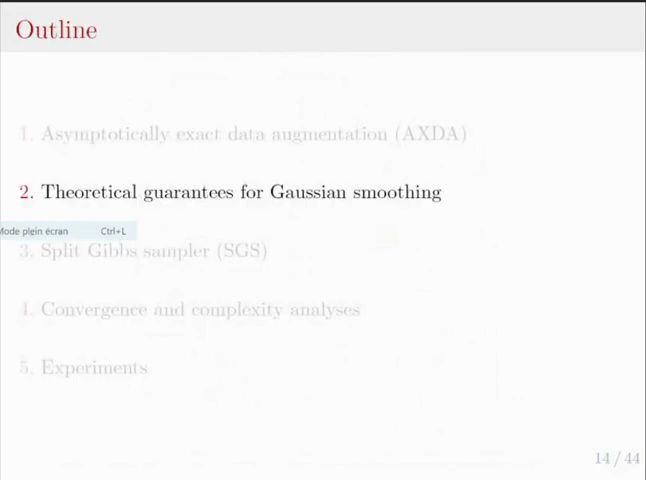 Outline
1. Asymptotically exact data augmentation (AXDA)
2. Theoretical guarantees for Gaussian smoothing
Mode plein écran Ctrl+L
3. Split Gibbs sampler (SGS)
4. Convergence and complexity analyses
5. Experiments
14 / 44